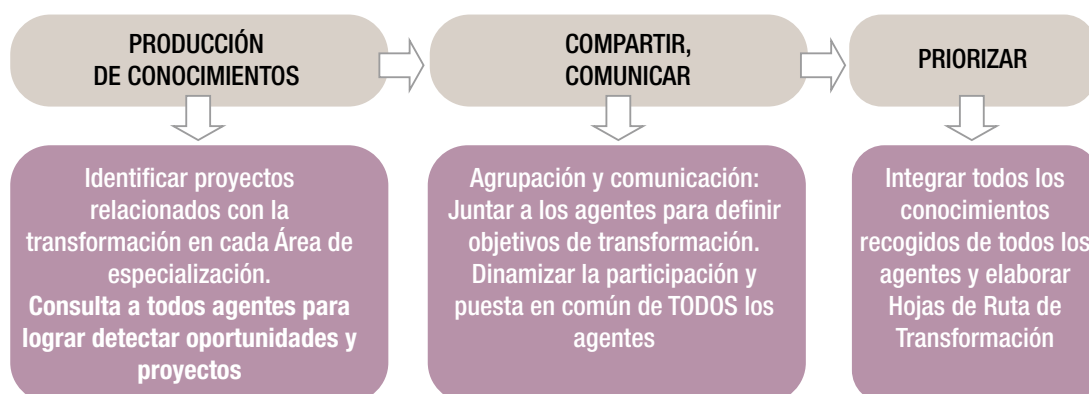 PRODUCCIÓN
DE CONOCIMIENTOS
COMPARTIR,
COMUNICAR
PRIORIZAR
Identificar proyectos
relacionados con la
transformación en cada Área de
especialización.
Consulta a todos agentes para
lograr detectar oportunidades y
proyectos
Agrupación y comunicación:
Juntar a los agentes para definir
objetivos de transformación.
Dinamizar la participación y
puesta en común de TODOS los
agentes
Integrar todos los
conocimientos
recogidos de todos los
agentes y elaborar
Hojas de Ruta de
Transformación